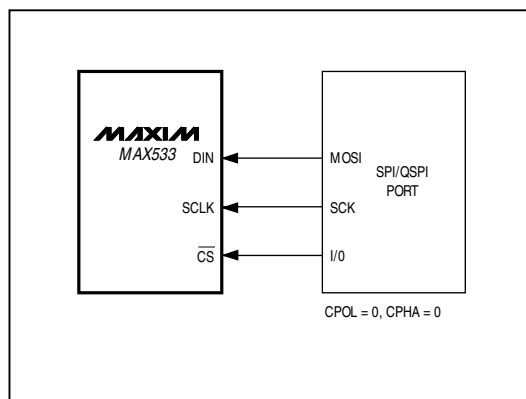 MAXIM
MAX533
DIN
SCLK
CS
MOSI
SCK
I/0
SPI/QSPI
PORT
CPOL = 0, CPHA = 0